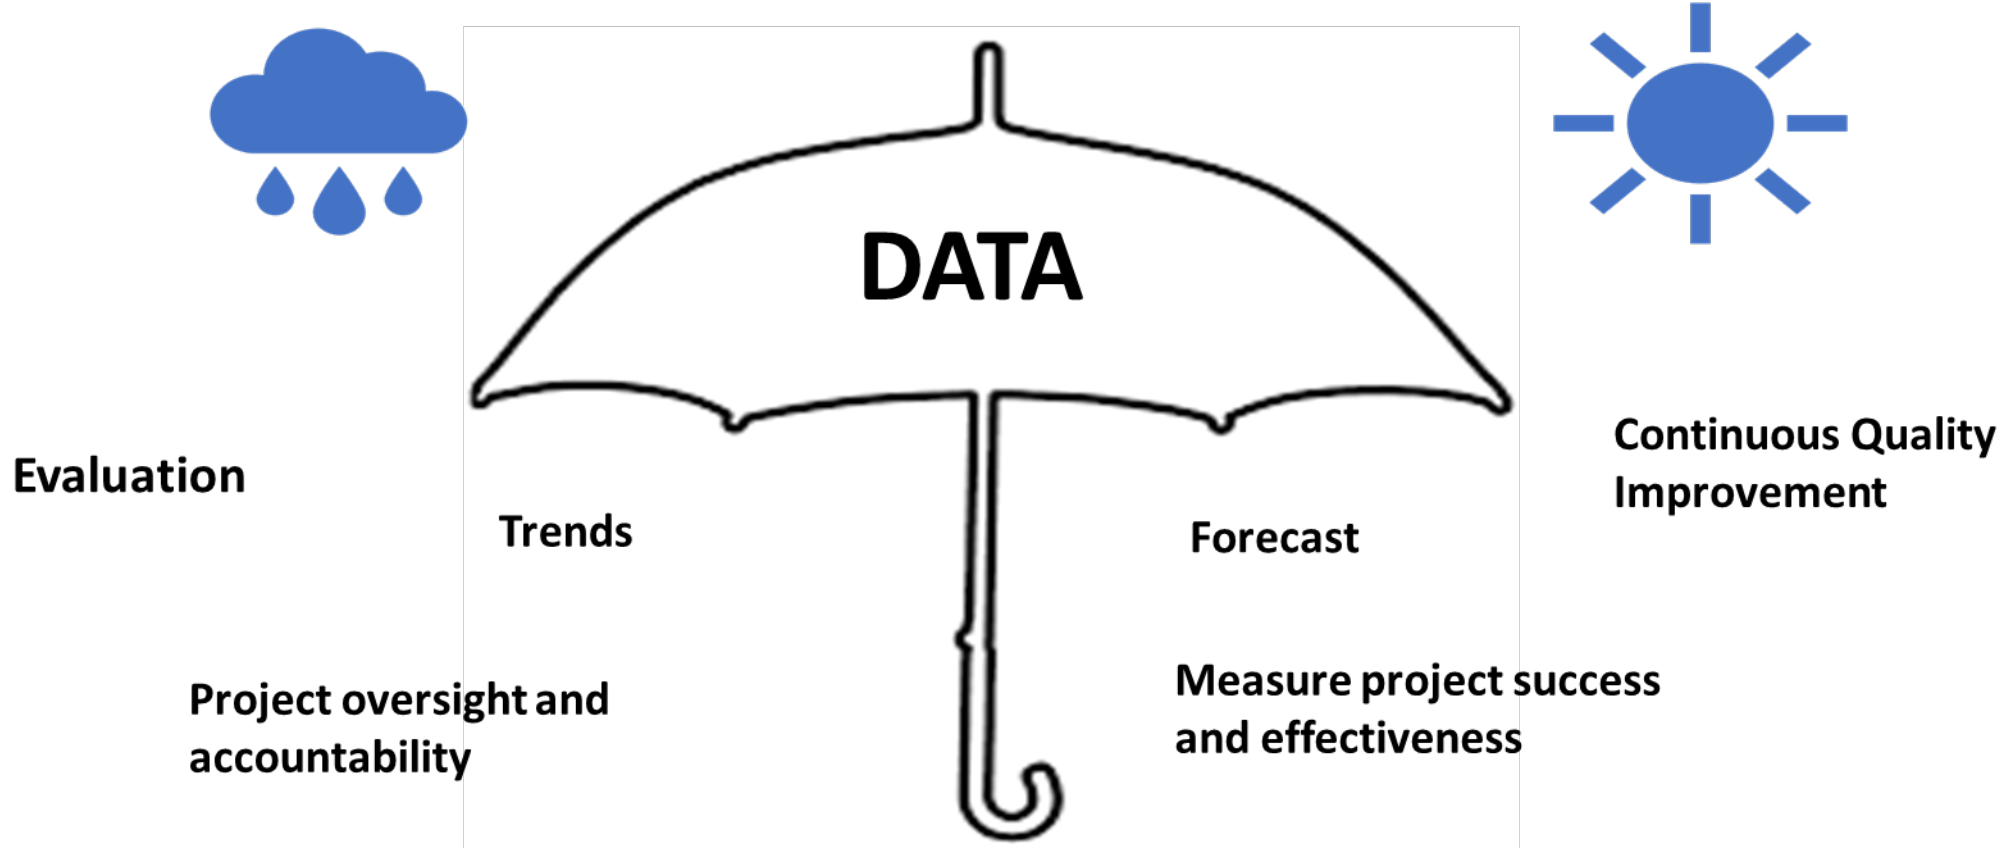 DATA
Evaluation
Continuous Quality
Improvement
Trends
Forecast
Project oversight and
accountability
Measure project success
and effectiveness